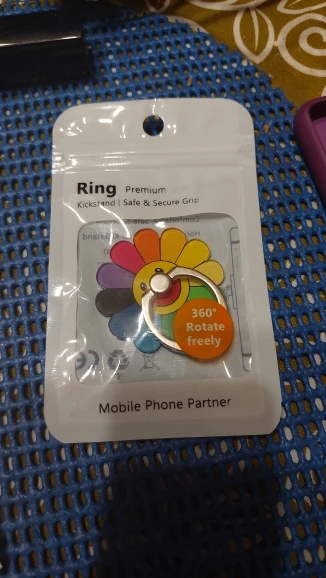 Ring Premium
Kickstand | Safe & Secure Grip
360°
Rotate
freely
Mobile Phone Partner